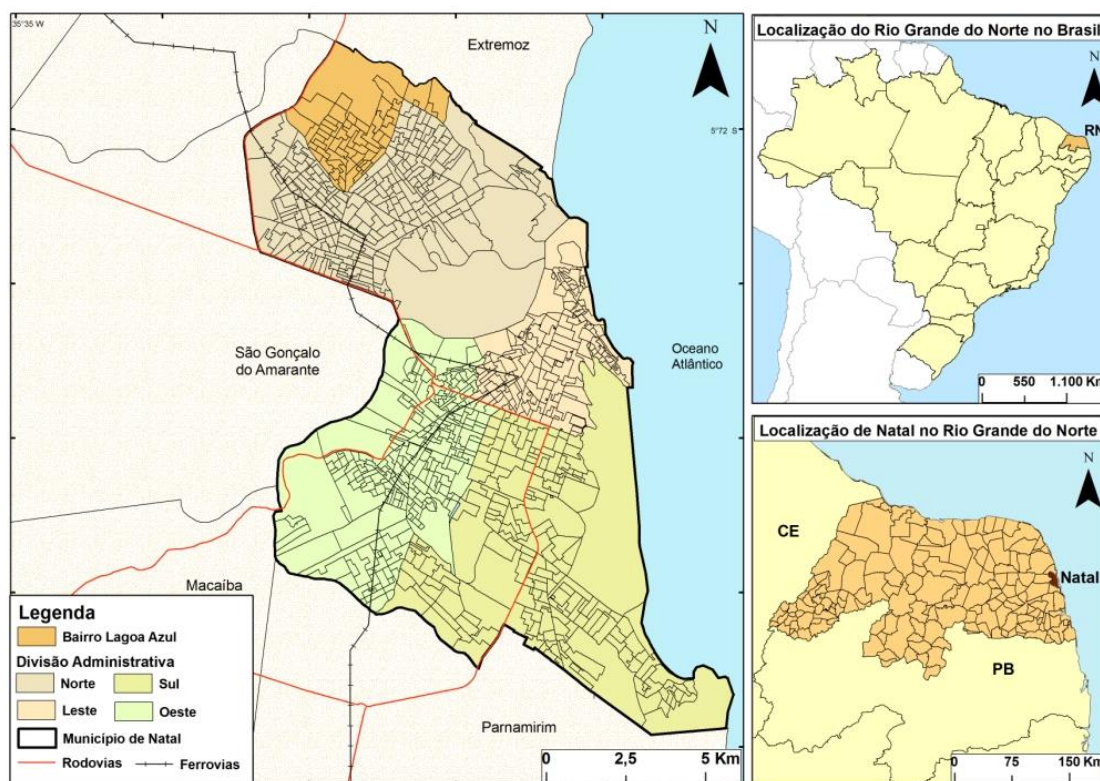 35°35 W
N
Extremoz
5°72 S
São Gonçalo
do Amarante
Oceano
Atlântico
Macaíba
Parnamirim
Legenda
Bairro Lagoa Azul
Divisão Administrativa
Norte
Sul
Leste
Oeste
Município de Natal
Rodovias
Ferrovias
0 2,5 5 Km
Localização do Rio Grande do Norte no Brasil
N
RN
0 550 1.100 Km
Localização de Natal no Rio Grande do Norte
N
CE
Natal
PB
0 75 150 Km